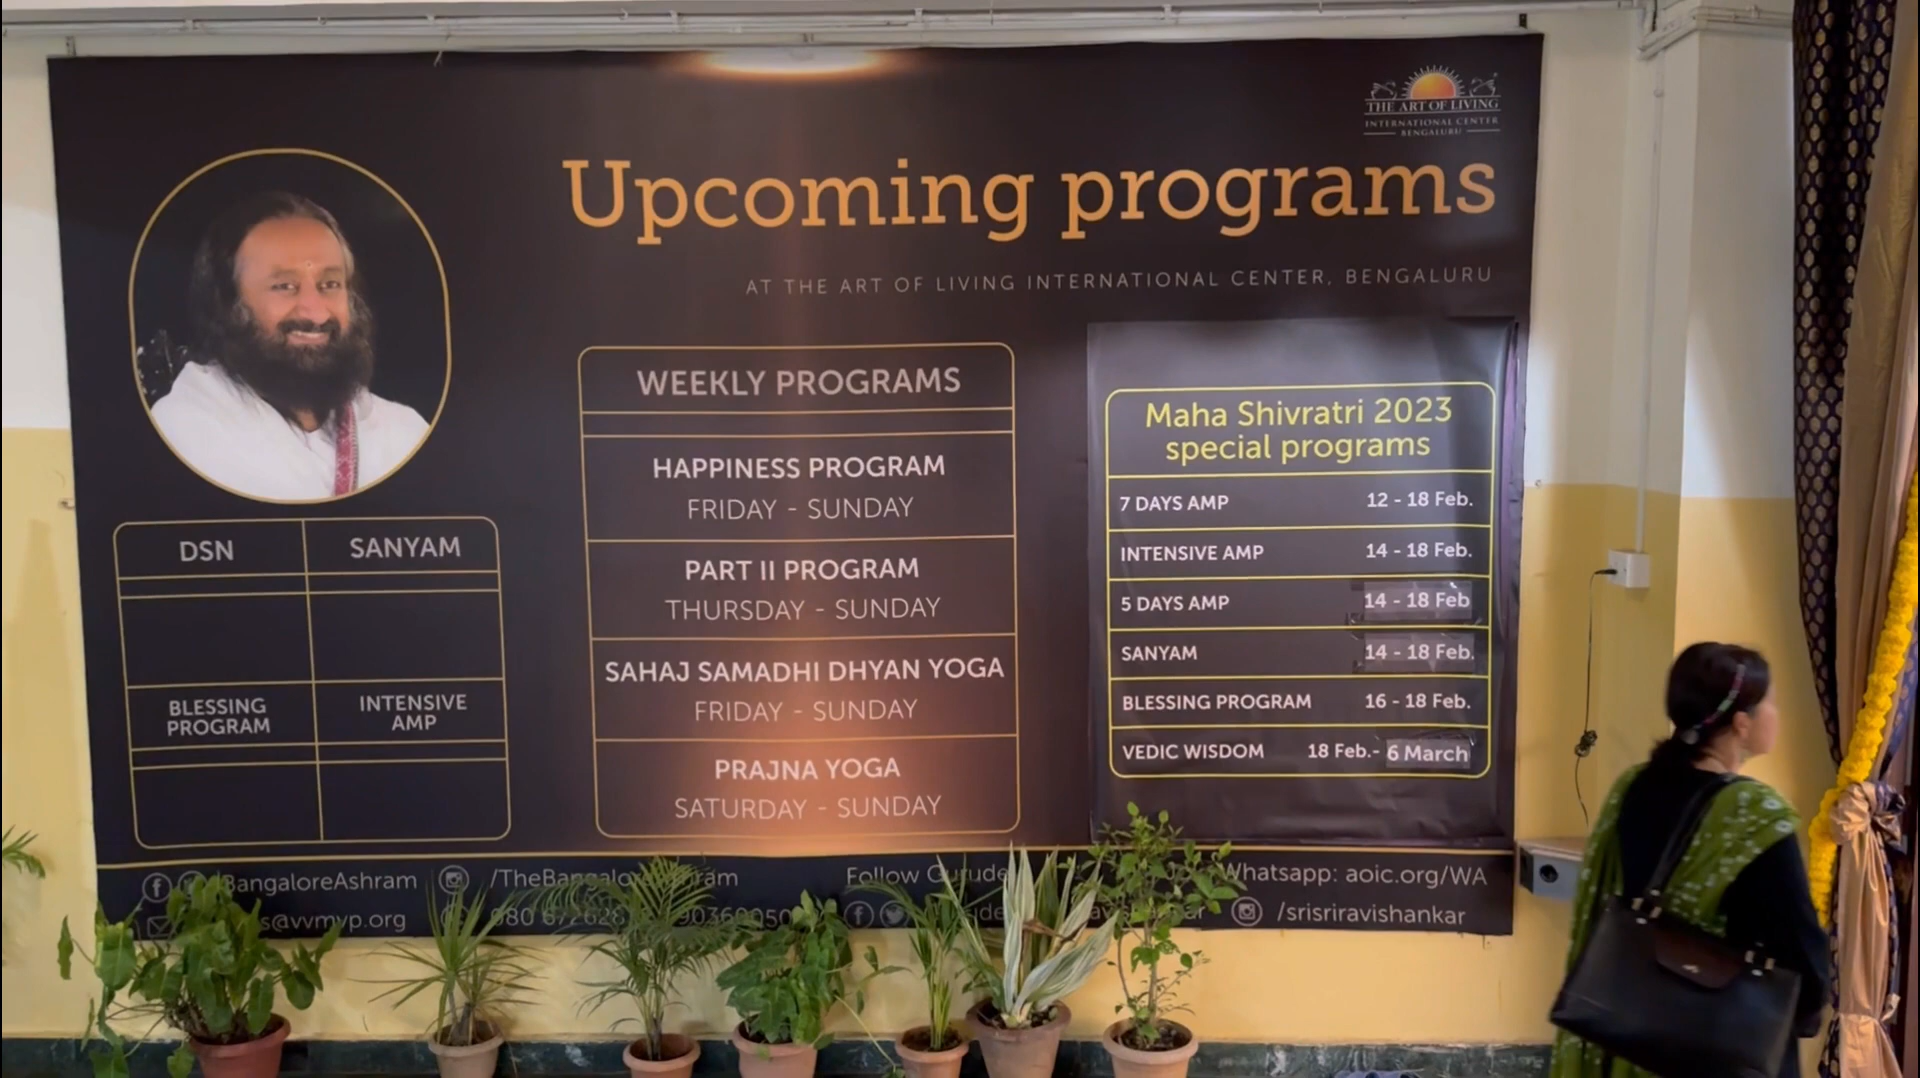 THE ART OF LIVING
INTERNATIONAL CENTER
BENGALURU
Upcoming programs
AT THE ART OF LIVING INTERNATIONAL CENTER, BENGALURU
DSN
SANYAM
BLESSING
PROGRAM
INTENSIVE
AMP
WEEKLY PROGRAMS
HAPPINESS PROGRAM
FRIDAY - SUNDAY
PART II PROGRAM
THURSDAY - SUNDAY
SAHAJ SAMADHI DHYAN YOGA
FRIDAY - SUNDAY
PRAJNA YOGA
SATURDAY - SUNDAY
Maha Shivratri 2023
special programs
7 DAYS AMP 12 - 18 Feb.
INTENSIVE AMP 14 - 18 Feb.
5 DAYS AMP 14 - 18 Feb
SANYAM 14 - 18 Feb.
BLESSING PROGRAM 16 - 18 Feb.
VEDIC WISDOM 18 Feb.- 6 March
BangaloreAshram Follow Whatsapp: aoic.org/WA
/srisriravishankar